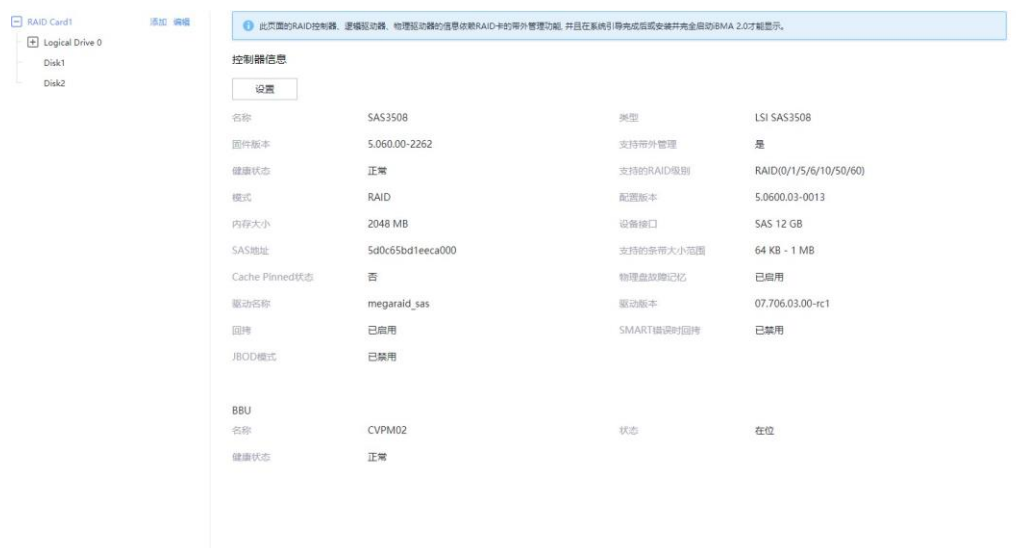 RAID Card1 添加 编辑
Logical Drive 0
Disk1
Disk2
此页面的RAID控制器、逻辑驱动器、物理驱动器的信息依赖RAID卡的带外管理功能, 并且在系统引导完成后或安装并完全启动iBMA 2.0才能显示。
控制器信息
设置
名称 SAS3508 类型 LSI SAS3508
固件版本 5.060.00-2262 支持带外管理 是
健康状态 正常 支持的RAID级别 RAID(0/1/5/6/10/50/60)
模式 RAID 配置版本 5.0600.03-0013
内存大小 2048 MB 设备接口 SAS 12 GB
SAS地址 5d0c65bd1eeca000 支持的条带大小范围 64 KB - 1 MB
Cache Pinned状态 否 物理盘故障记忆 已启用
驱动名称 megaraid_sas 驱动版本 07.706.03.00-rc1
回拷 已启用 SMART错误时回拷 已禁用
JBOD模式 已禁用
BBU
名称 CVPM02 状态 在位
健康状态 正常